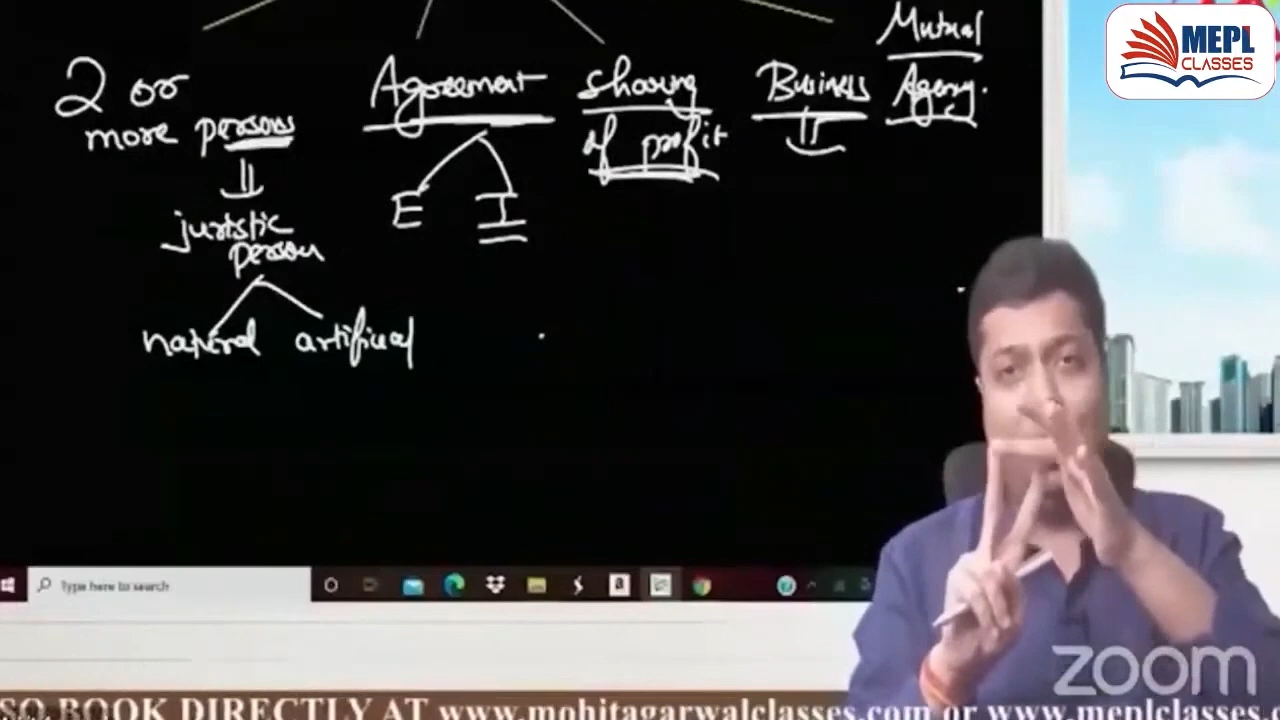 Mutual
Agency.
2 or
more persons
juristic
person
natural artificial
Agreement
E I
Sharing
of profit
Business
MEPL
CLASSES
Type here to search
zoom
SO BOOK DIRECTLY AT www.mohitagarwalclasses.com or www.meplclasses.c